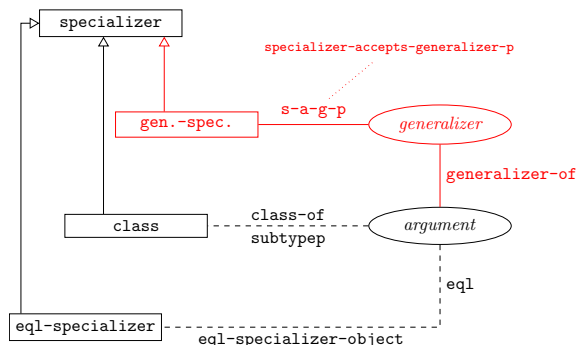 specializer
specializer-accepts-generalizer-p
s-a-g-p
gen.-spec.
generalizer
generalizer-of
class-of
class
argument
subtypep
eql
eql-specializer
eql-specializer-object